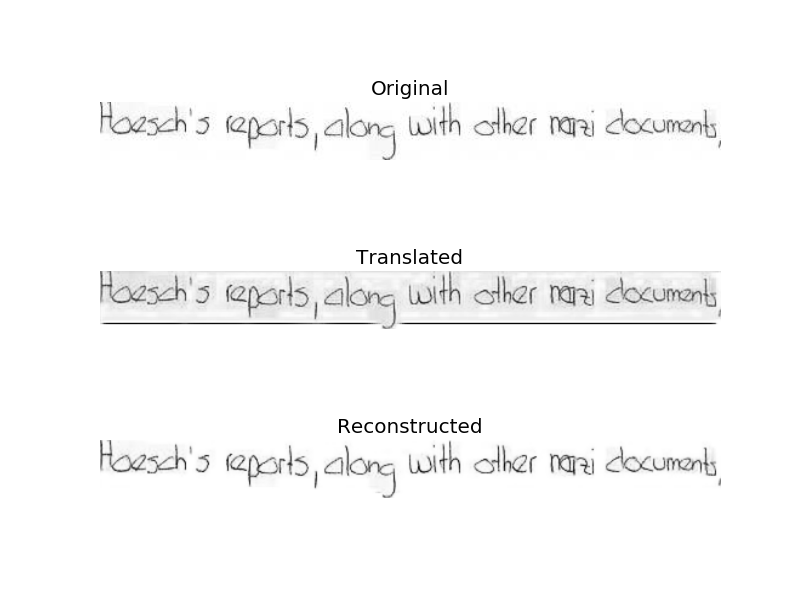 Original
Hoesch's reports, along with other nazi documents,
Translated
Hoesch's reports, along with other nazi documents,
Reconstructed
Hoesch's reports, along with other nazi documents,